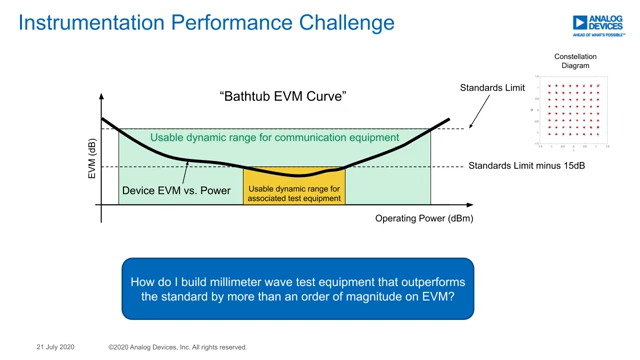 Instrumentation Performance Challenge
ANALOG
DEVICES
AHEAD OF WHAT'S POSSIBLE™
Constellation
Diagram
"Bathtub EVM Curve"
Standards Limit
Usable dynamic range for communication equipment
EVM (dB)
Standards Limit minus 15dB
Device EVM vs. Power
Usable dynamic range for
associated test equipment
Operating Power (dBm)
How do I build millimeter wave test equipment that outperforms
the standard by more than an order of magnitude on EVM?
21 July 2020
©2020 Analog Devices, Inc. All rights reserved.